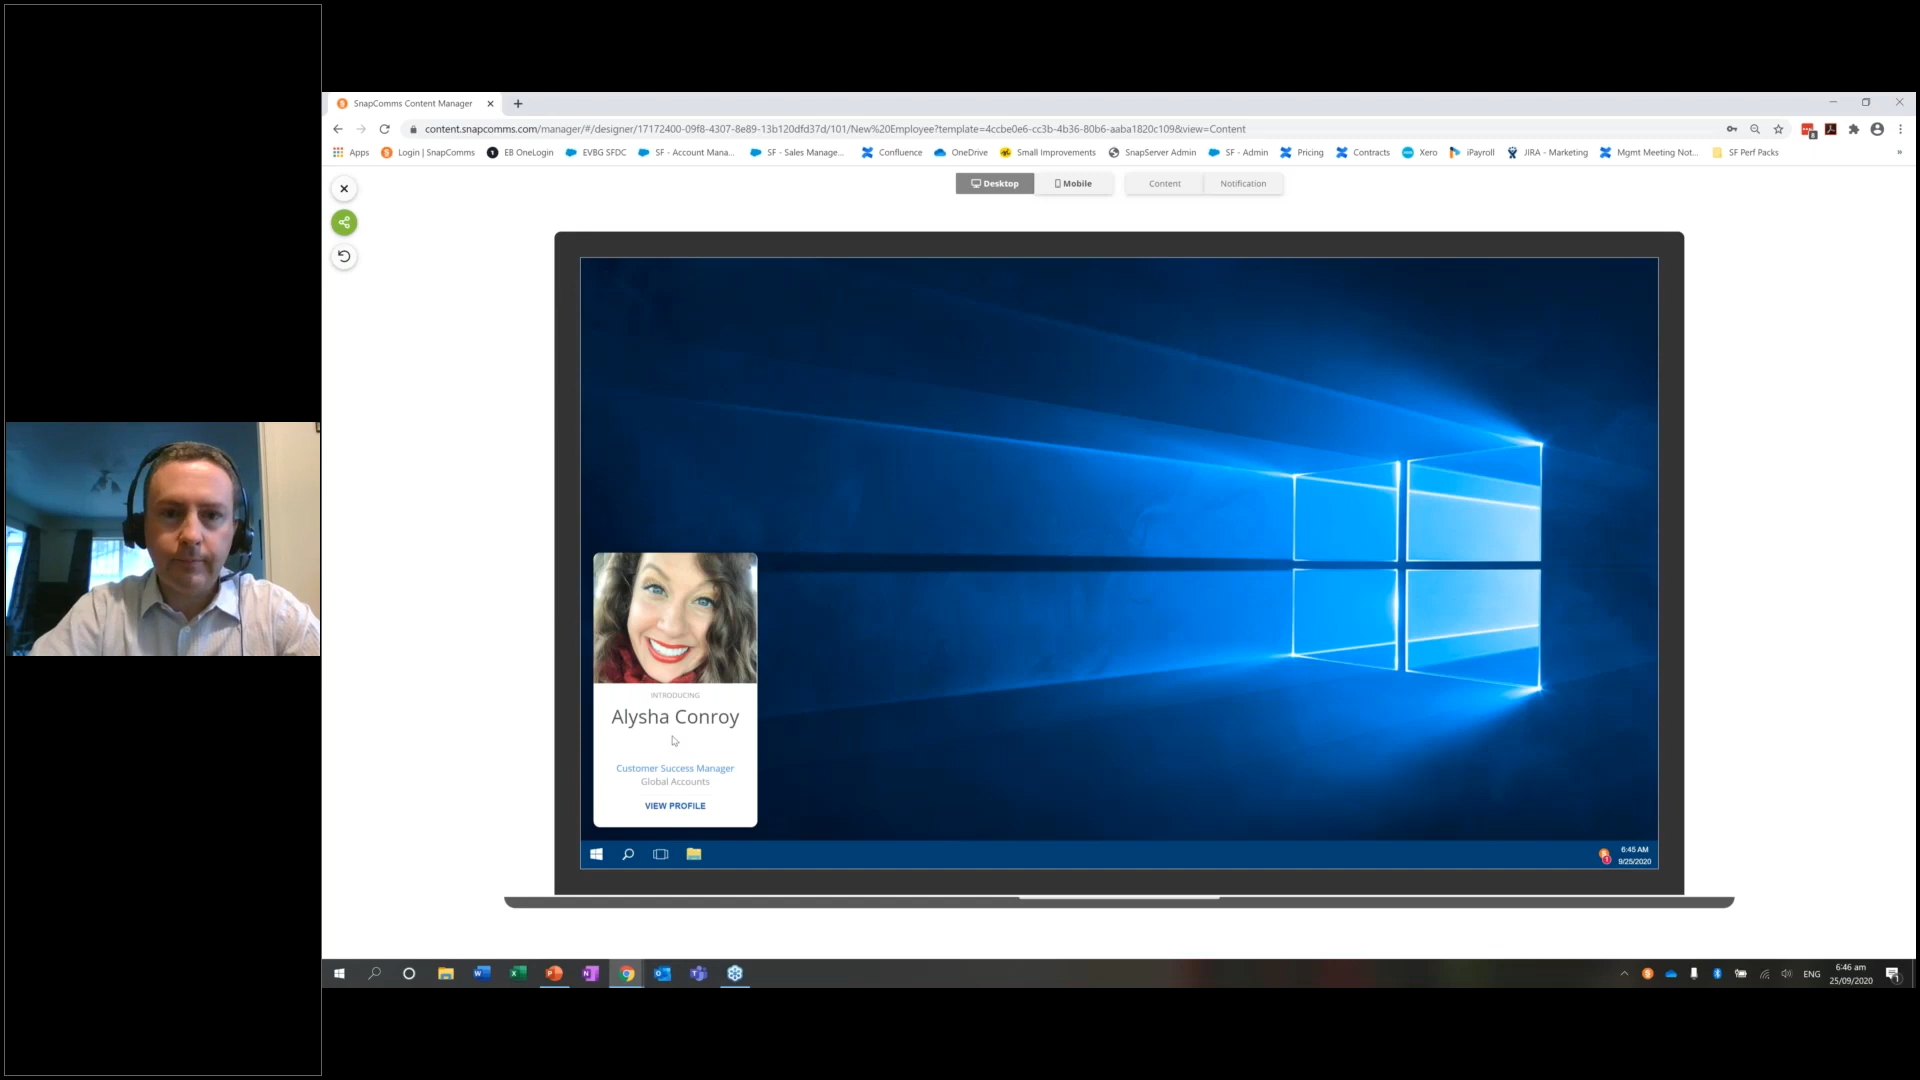 SnapComms Content Manager
content.snapcomms.com/manager/#/designer/17172400-09f8-4307-8e89-13b120dfd37d/101/New%20Employee?template=4ccbe0e6-cc3b-4b36-80b6-aaba1820c109&view=Content
Apps Login | SnapComms EB OneLogin EVBG SFDC SF - Account Mana... SF - Sales Manage... Confluence OneDrive Small Improvements SnapServer Admin SF - Admin Pricing Contracts Xero iPayroll JIRA - Marketing Mgmt Meeting Not... SF Perf Packs »
Desktop Mobile Content Notification
INTRODUCING
Alysha Conroy
Customer Success Manager
Global Accounts
VIEW PROFILE
6:45 AM
9/25/2020
ENG
6:46 am
25/09/2020